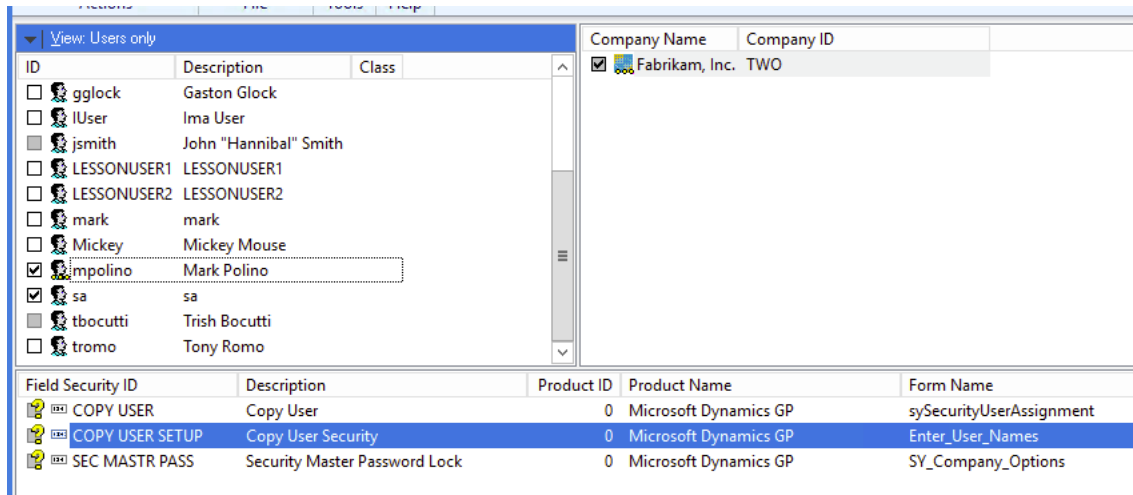 Actions File Tools Help
View: Users only
ID Description Class
gglock Gaston Glock
IUser Ima User
jsmith John "Hannibal" Smith
LESSONUSER1 LESSONUSER1
LESSONUSER2 LESSONUSER2
mark mark
Mickey Mickey Mouse
mpolino Mark Polino
sa sa
tbocutti Trish Bocutti
tromo Tony Romo
Company Name Company ID
Fabrikam, Inc. TWO
Field Security ID Description Product ID Product Name Form Name
COPY USER Copy User 0 Microsoft Dynamics GP sySecurityUserAssignment
COPY USER SETUP Copy User Security 0 Microsoft Dynamics GP Enter_User_Names
SEC MASTR PASS Security Master Password Lock 0 Microsoft Dynamics GP SY_Company_Options